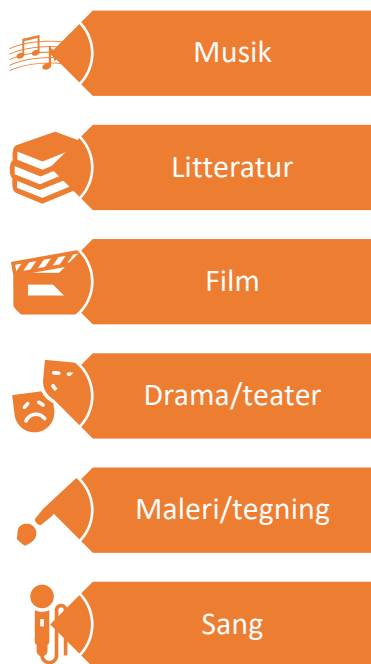 Musik
Litteratur
Film
Drama/teater
Maleri/tegning
Sang